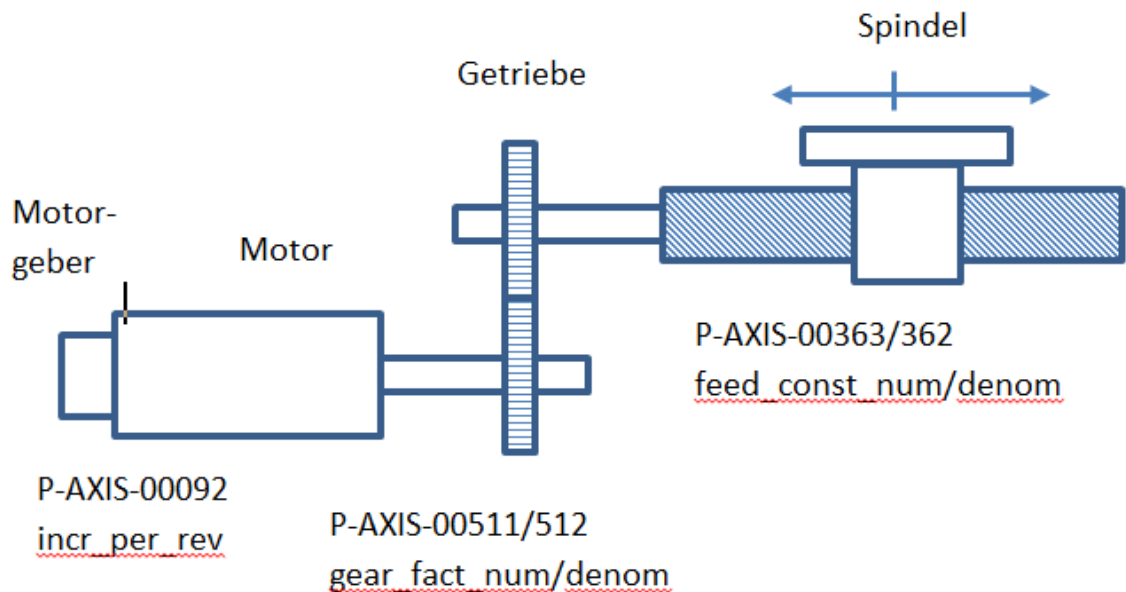 Spindel
Getriebe
Motor-
geber
Motor
P-AXIS-00363/362
feed_const_num/denom
P-AXIS-00092
incr_per_rev
P-AXIS-00511/512
gear_fact_num/denom